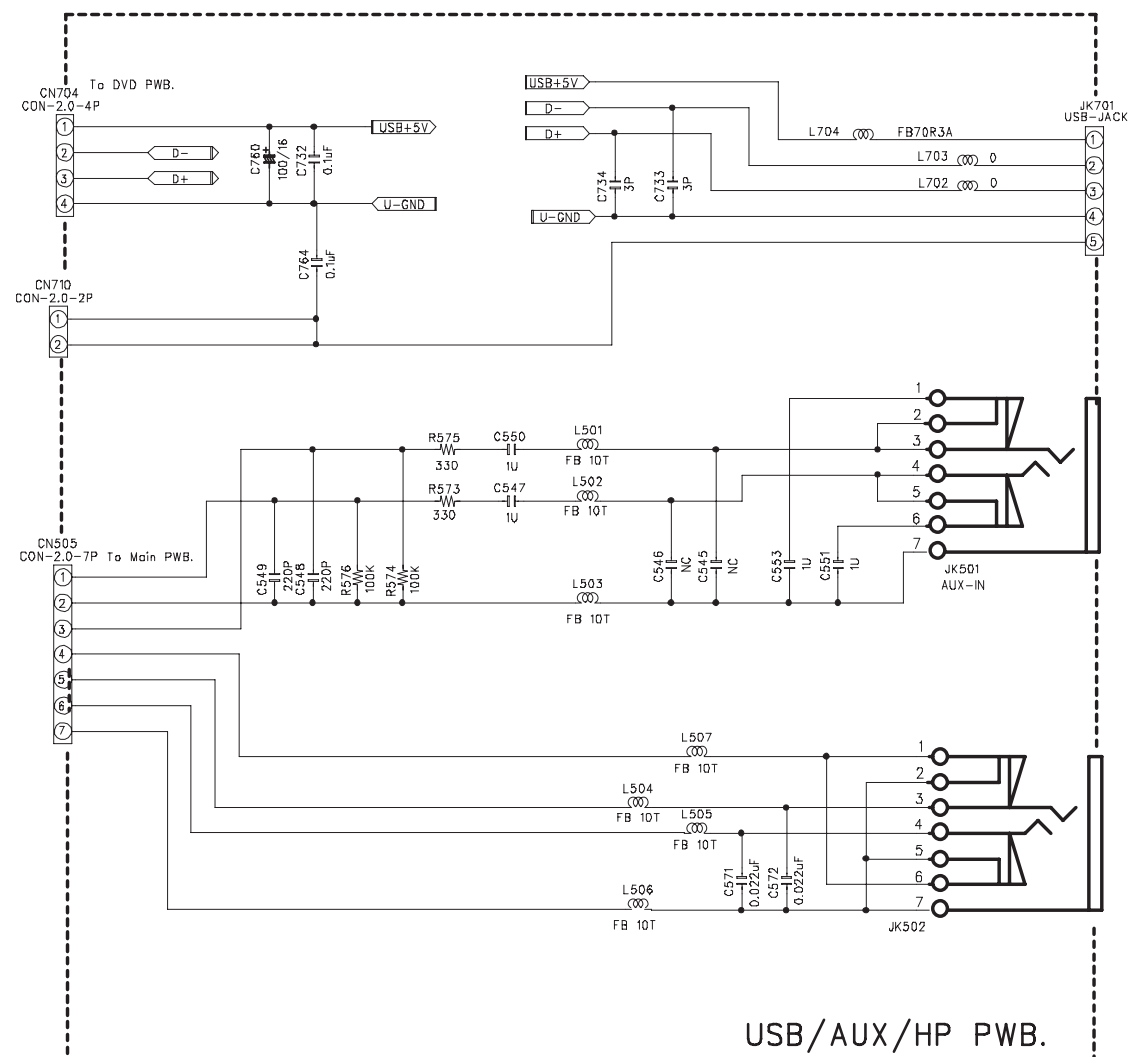 CN704 To DVD PWB.
CON-2.0-4P
1
2
3
4
D-
D+
USB+5V
U-GND
C760
100/16
C732
0.1uF
C764
0.1uF
USB+5V
D-
D+
U-GND
C734
3P
C733
3P
L704 FB70R3A
L703 0
L702 0
JK701
USB-JACK
1
2
3
4
5
CN710
CON-2.0-2P
1
2
R575
330
C550
1U
L501
FB 10T
R573
330
C547
1U
L502
FB 10T
C549
220P
C548
220P
R576
100K
R574
100K
L503
FB 10T
C546
NC
C545
NC
C553
1U
C551
1U
1
2
3
4
5
6
7
JK501
AUX-IN
CN505
CON-2.0-7P To Main PWB.
1
2
3
4
5
6
7
L507
FB 10T
L504
FB 10T
L505
FB 10T
L506
FB 10T
C571
0.022uF
C572
0.022uF
1
2
3
4
5
6
7
JK502
USB/AUX/HP PWB.